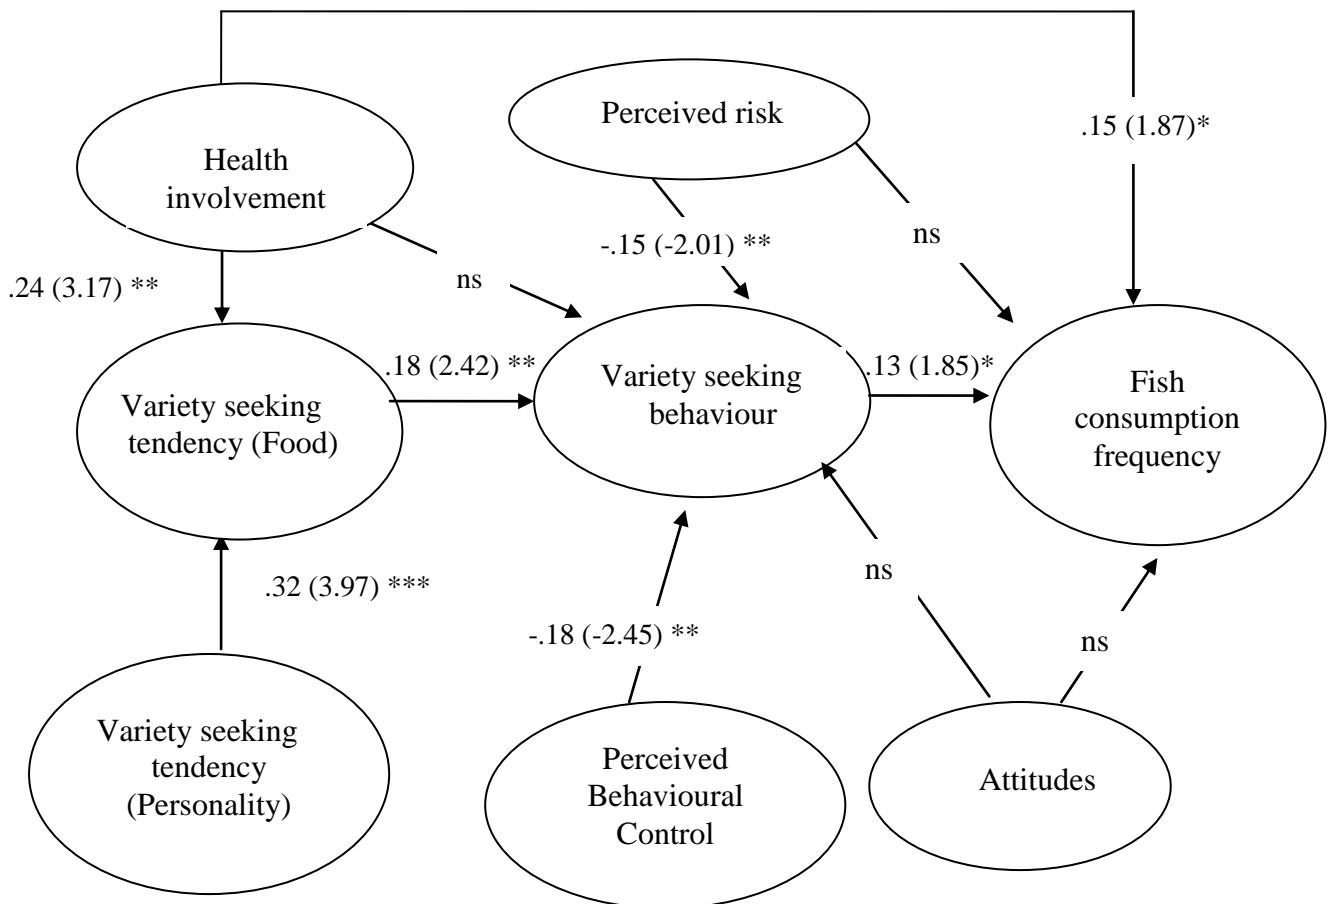 Perceived risk
.15 (1.87)*
Health
involvement
ns
-.15 (-2.01) **
ns
.24 (3.17) **
.18 (2.42) **
.13 (1.85)*
Variety seeking
behaviour
Fish
consumption
frequency
Variety seeking
tendency (Food)
ns
.32 (3.97) ***
-.18 (-2.45) **
ns
Variety seeking
tendency
(Personality)
Perceived
Behavioural
Control
Attitudes